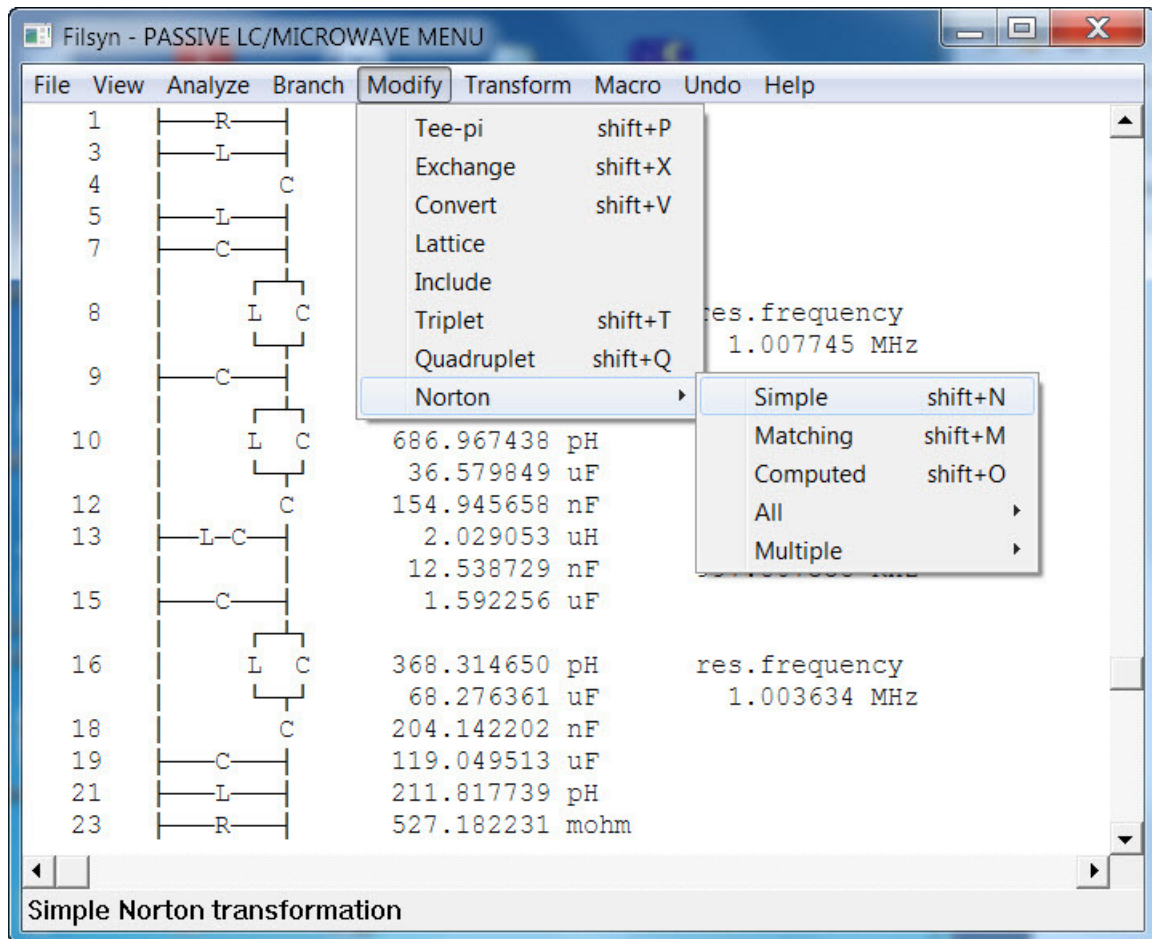 Filsyn - PASSIVE LC/MICROWAVE MENU
File View Analyze Branch Modify Transform Macro Undo Help
1 R
3 L
4 C
5 L
7 C
8 L C res.frequency
1.007745 MHz
9 C
10 L C 686.967438 pH
36.579849 uF
12 C 154.945658 nF
13 L-C 2.029053 uH
12.538729 nF
15 C 1.592256 uF
16 L C 368.314650 pH res.frequency
68.276361 uF 1.003634 MHz
18 C 204.142202 nF
19 C 119.049513 uF
21 L 211.817739 pH
23 R 527.182231 mohm
Tee-pi shift+P
Exchange shift+X
Convert shift+V
Lattice
Include
Triplet shift+T
Quadruplet shift+Q
Norton
Simple shift+N
Matching shift+M
Computed shift+O
All
Multiple
Simple Norton transformation